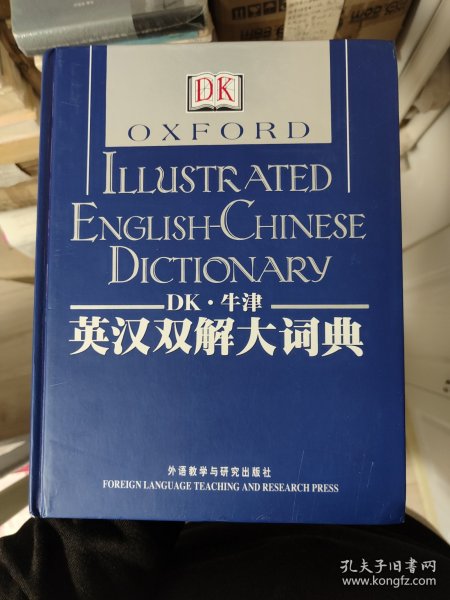 DK
OXFORD
ILLUSTRATED
ENGLISH-CHINESE
DICTIONARY
DK·牛津
英汉双解大词典
外语教学与研究出版社
FOREIGN LANGUAGE TEACHING AND RESEARCH PRESS
孔夫子旧书网
www.kongfz.com